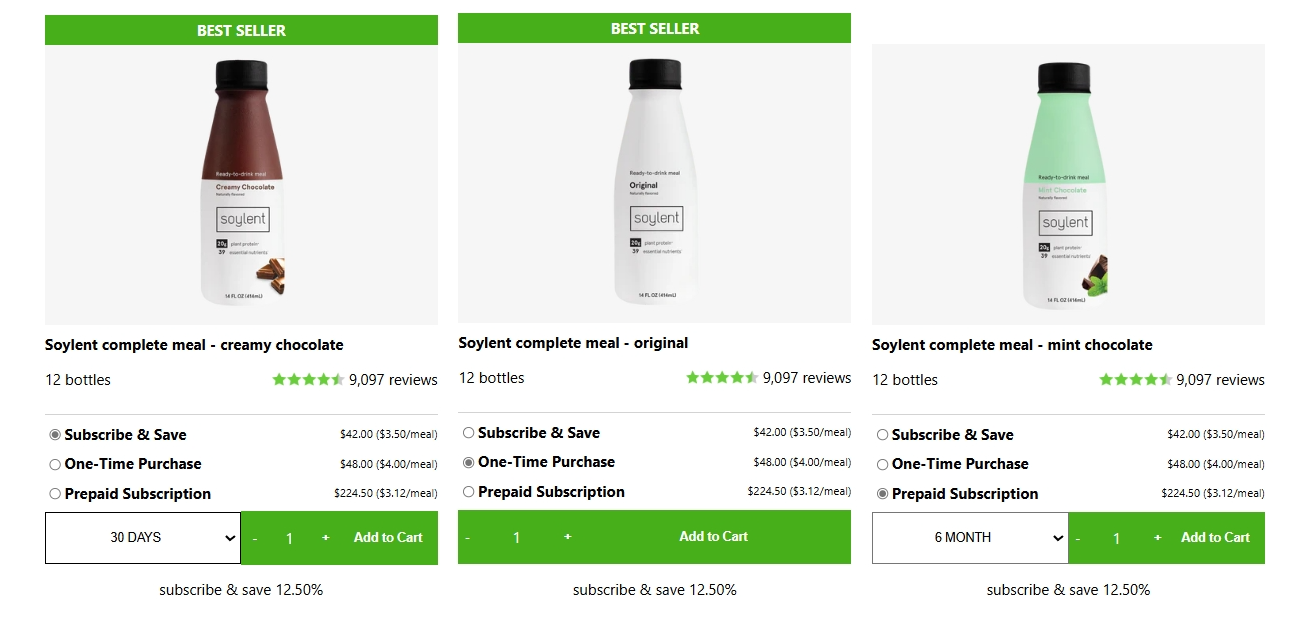 BEST SELLER
Ready-to-drink meal
Creamy Chocolate
Naturally flavored
soylent
20g plant protein
39 essential nutrients
14 FL OZ (414mL)
Soylent complete meal - creamy chocolate
12 bottles 9,097 reviews
Subscribe & Save $42.00 ($3.50/meal)
One-Time Purchase $48.00 ($4.00/meal)
Prepaid Subscription $224.50 ($3.12/meal)
30 DAYS - 1 + Add to Cart
subscribe & save 12.50%
BEST SELLER
Ready-to-drink meal
Original
Naturally flavored
soylent
20g plant protein
39 essential nutrients
14 FL OZ (414mL)
Soylent complete meal - original
12 bottles 9,097 reviews
Subscribe & Save $42.00 ($3.50/meal)
One-Time Purchase $48.00 ($4.00/meal)
Prepaid Subscription $224.50 ($3.12/meal)
- 1 + Add to Cart
subscribe & save 12.50%
Ready-to-drink meal
Mint Chocolate
Naturally flavored
soylent
20g plant protein
39 essential nutrients
14 FL OZ (414mL)
Soylent complete meal - mint chocolate
12 bottles 9,097 reviews
Subscribe & Save $42.00 ($3.50/meal)
One-Time Purchase $48.00 ($4.00/meal)
Prepaid Subscription $224.50 ($3.12/meal)
6 MONTH - 1 + Add to Cart
subscribe & save 12.50%